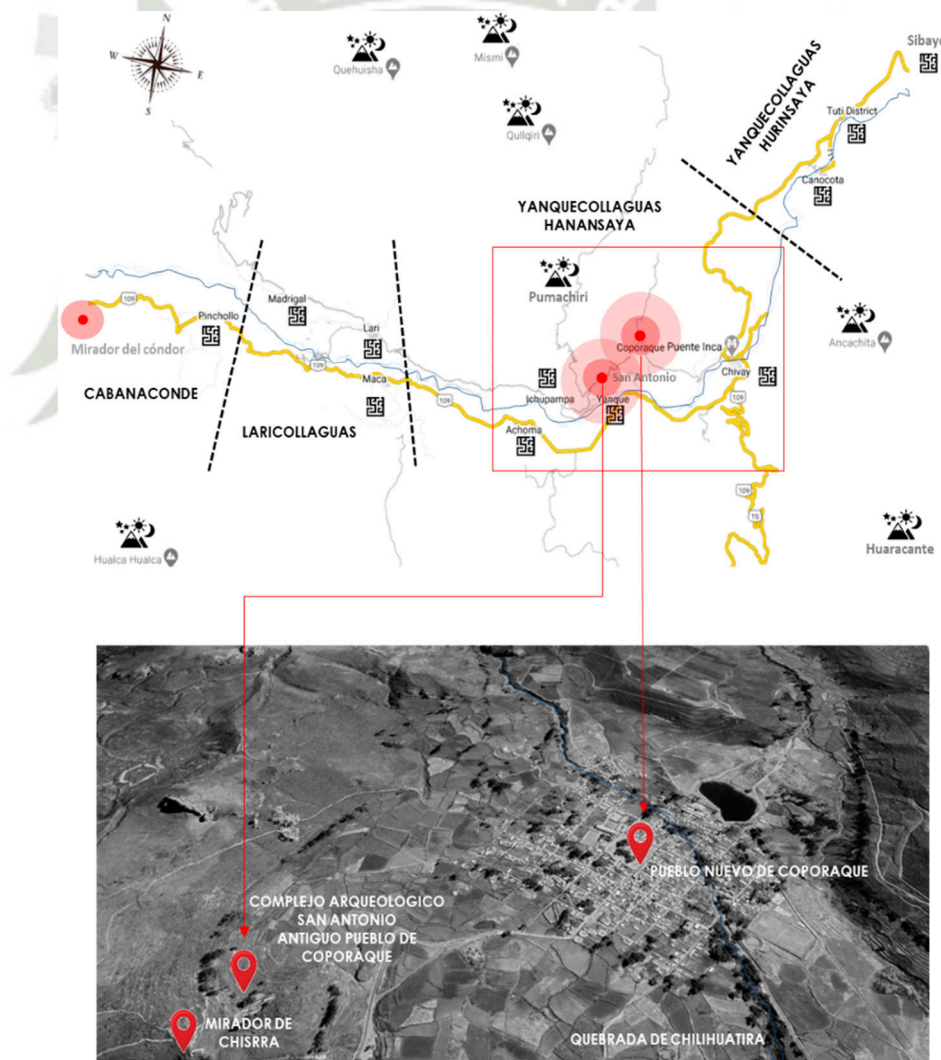 N
W
E
S
Quehuisha
Mismi
Qullqiri
Sibayo
Tuti District
Canocota
YANQUECOLLAGUAS
HURINSAYA
YANQUECOLLAGUAS
HANANSAYA
Pumachiri
Ancachita
109
Madrigal
Pinchollo
Lari
Mirador del cóndor
109
Coporaque Puente Inca
San Antonio
Chivay
Maca
CABANACONDE
Ichupampa
Yanque
109
109
LARICOLLAGUAS
Achoma
109
15
Hualca Hualca
Huaracante
PUEBLO NUEVO DE COPORAQUE
COMPLEJO ARQUEOLOGICO
SAN ANTONIO
ANTIGUO PUEBLO DE
COPORAQUE
MIRADOR DE
CHISRRA
QUEBRADA DE CHILIHUATIRA